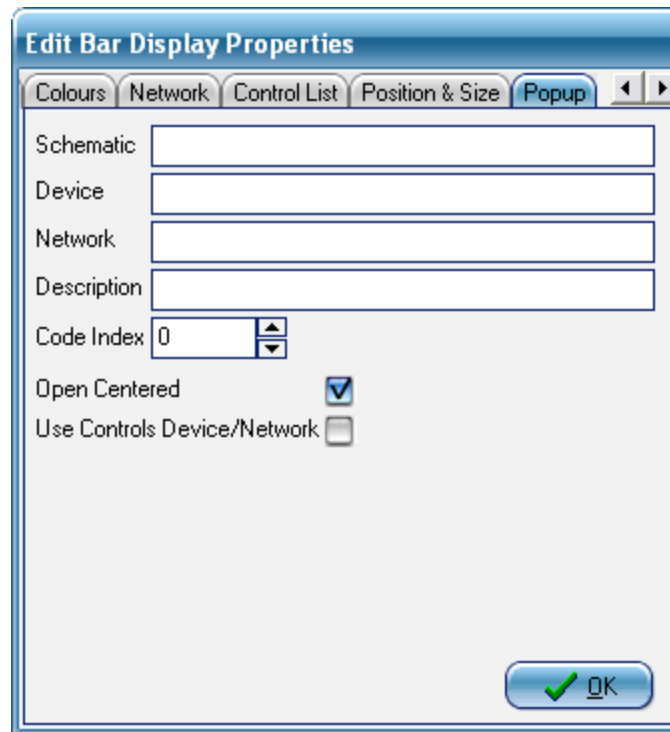 Edit Bar Display Properties
Colours Network Control List Position & Size Popup
Schematic
Device
Network
Description
Code Index 0
Open Centered
Use Controls Device/Network
OK